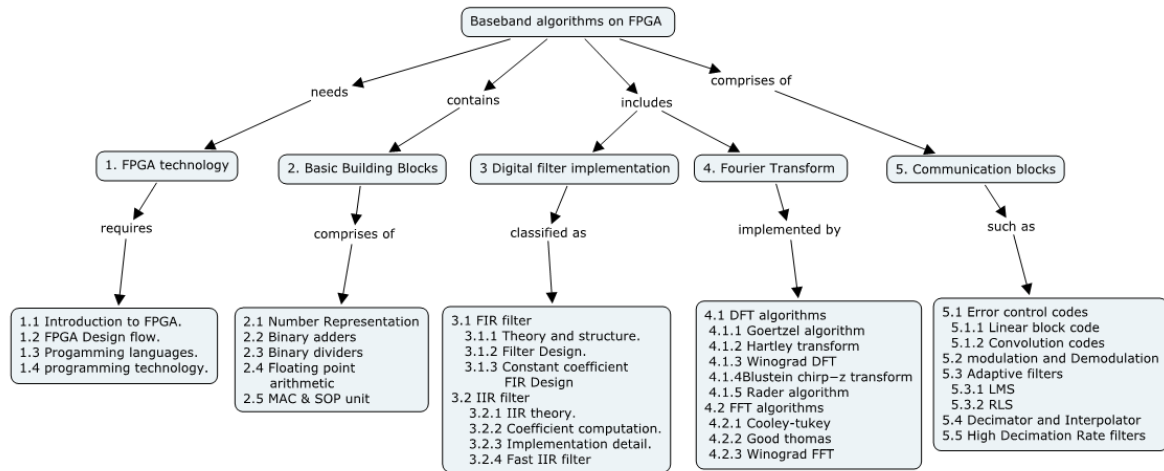 Baseband algorithms on FPGA
needs
contains
includes
comprises of
1. FPGA technology
2. Basic Building Blocks
3 Digital filter implementation
4. Fourier Transform
5. Communication blocks
requires
comprises of
classified as
implemented by
such as
1.1 Introduction to FPGA.
1.2 FPGA Design flow.
1.3 Progamming languages.
1.4 programming technology.
2.1 Number Representation
2.2 Binary adders
2.3 Binary dividers
2.4 Floating point
arithmetic
2.5 MAC & SOP unit
3.1 FIR filter
3.1.1 Theory and structure.
3.1.2 Filter Design.
3.1.3 Constant coefficient
FIR Design
3.2 IIR filter
3.2.1 IIR theory.
3.2.2 Coefficient computation.
3.2.3 Implementation detail.
3.2.4 Fast IIR filter
4.1 DFT algorithms
4.1.1 Goertzel algorithm
4.1.2 Hartley transform
4.1.3 Winograd DFT
4.1.4Blustein chirp-z transform
4.1.5 Rader algorithm
4.2 FFT algorithms
4.2.1 Cooley-tukey
4.2.2 Good thomas
4.2.3 Winograd FFT
5.1 Error control codes
5.1.1 Linear block code
5.1.2 Convolution codes
5.2 modulation and Demodulation
5.3 Adaptive filters
5.3.1 LMS
5.3.2 RLS
5.4 Decimator and Interpolator
5.5 High Decimation Rate filters